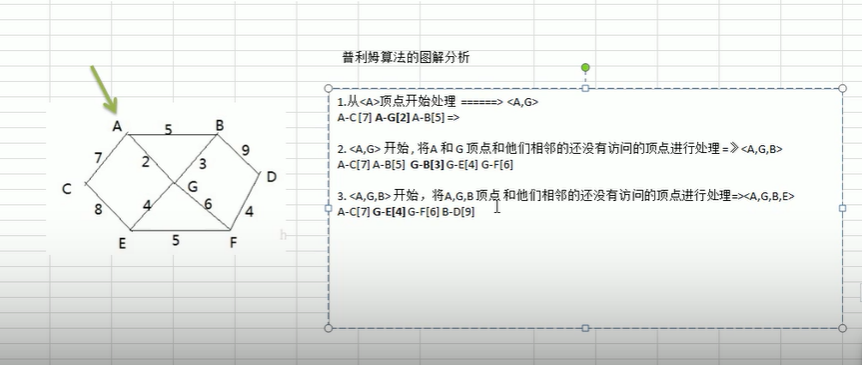 普利姆算法的图解分析
1.从<A>顶点开始处理 ======> <A,G>
A-C [7] A-G[2] A-B[5] =>
2. <A,G> 开始 , 将A 和 G 顶点和他们相邻的还没有访问的顶点进行处理 =》<A,G,B>
A-C[7] A-B[5] G-B[3] G-E[4] G-F[6]
3. <A,G,B> 开始，将A,G,B 顶点 和他们相邻的还没有访问的顶点进行处理=><A,G,B,E>
A-C[7] G-E[4] G-F[6] B-D[9]
A 5 B
7 2 3 9
C G D
8 4 6 4
E 5 F
h